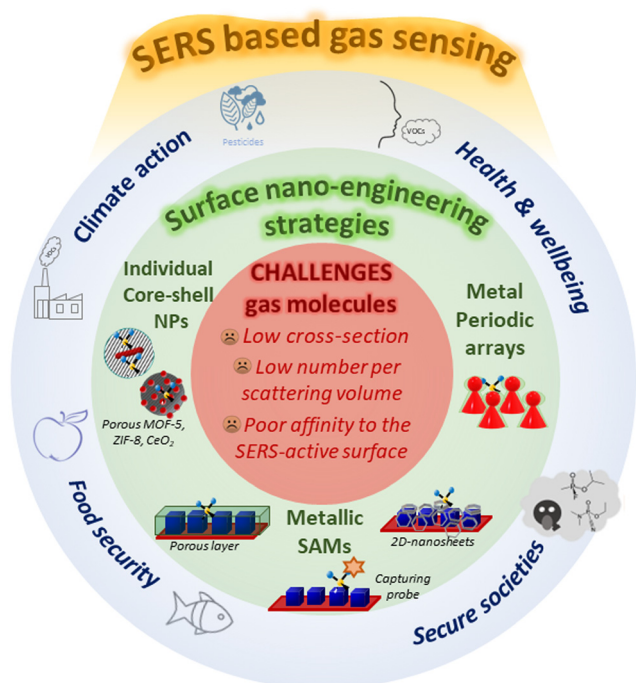 SERS based gas sensing
Pesticides
VOCs
Climate action
Health & wellbeing
VOCs
Surface nano-engineering
strategies
Individual
Core-shell
NPs
CHALLENGES
gas molecules
Low cross-section
Low number per
scattering volume
Poor affinity to the
SERS-active surface
Metal
Periodic
arrays
Porous MOF-5,
ZIF-8, CeO₂
Porous layer
Metallic
SAMs
2D-nanosheets
Capturing
probe
Food security
Secure societies